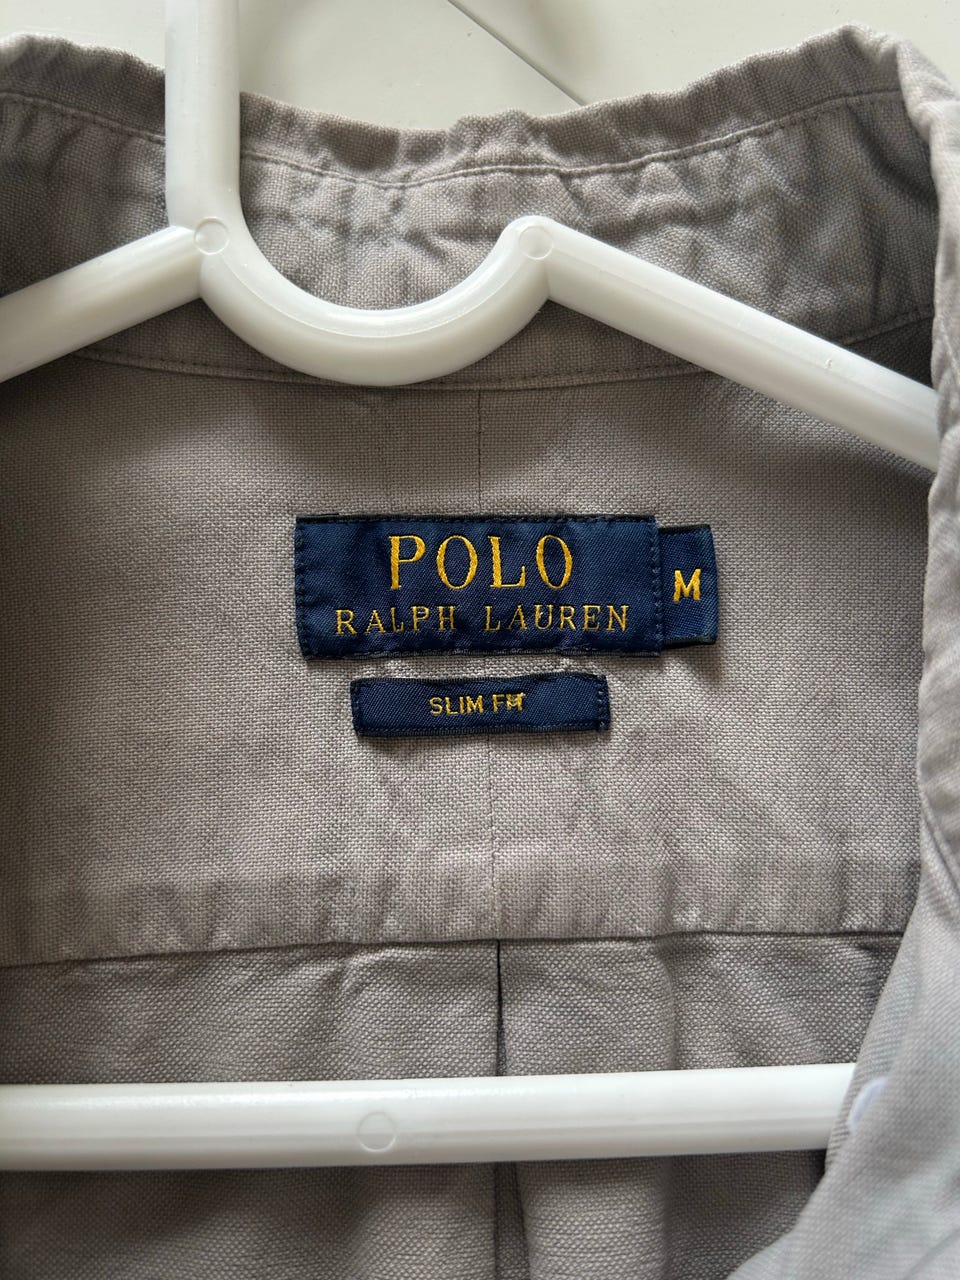 POLO
RALPH LAUREN
M
SLIM FIT